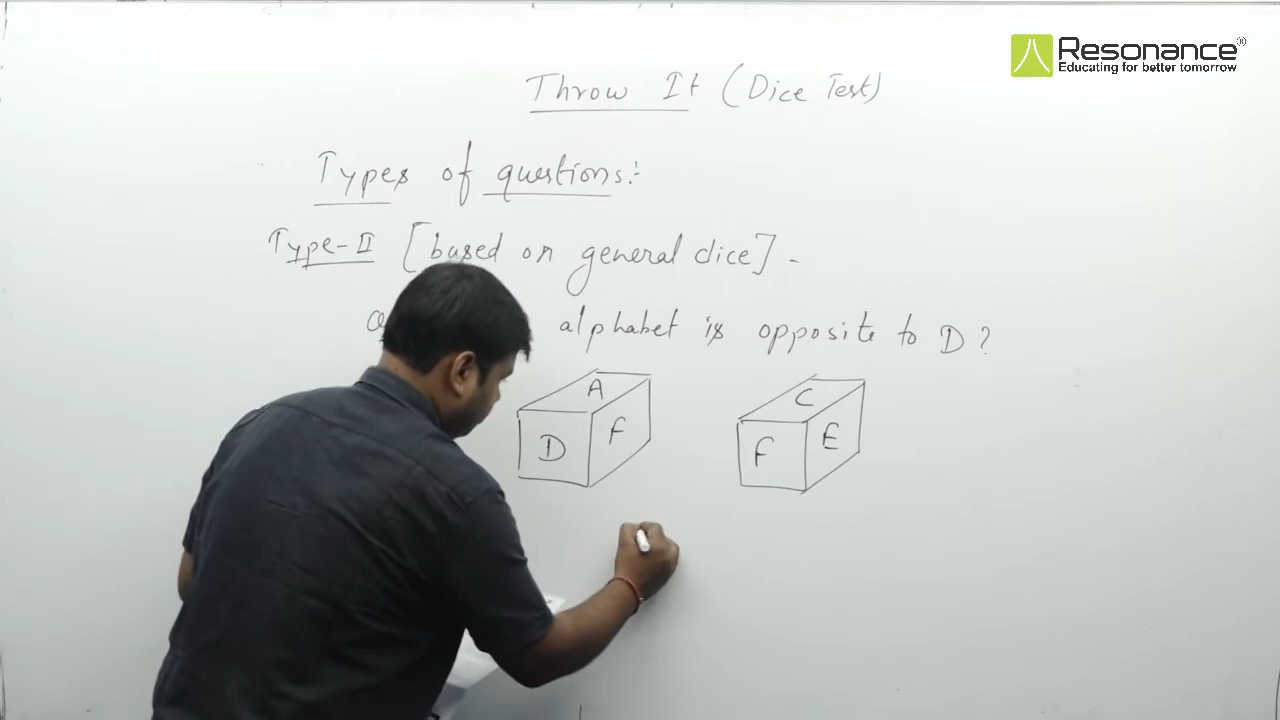 Resonance®
Educating for better tomorrow
Throw It (Dice Test)
Types of questions:
Type-II [based on general dice] -
alphabet is opposite to D?
A
D F
C
F E